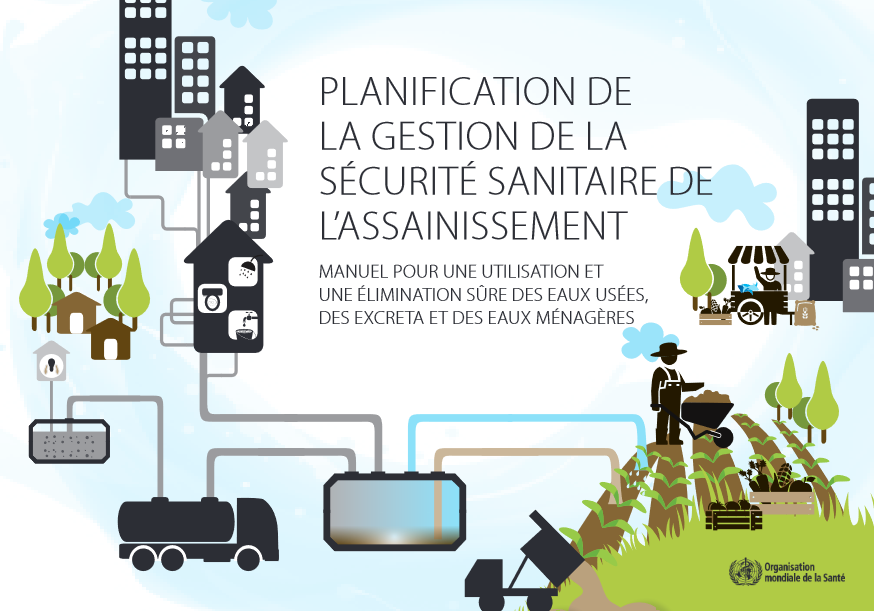 PLANIFICATION DE
LA GESTION DE LA
SÉCURITÉ SANITAIRE DE
L'ASSAINISSEMENT
MANUEL POUR UNE UTILISATION ET
UNE ÉLIMINATION SÛRE DES EAUX USÉES,
DES EXCRETA ET DES EAUX MÉNAGÈRES
Organisation
mondiale de la Santé